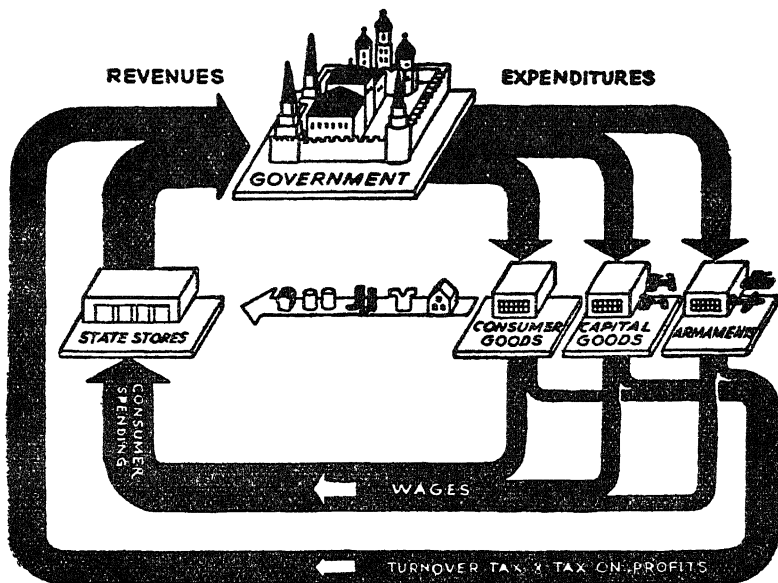 REVENUES
EXPENDITURES
GOVERNMENT
STATE STORES
CONSUMER
GOODS
CAPITAL
GOODS
ARMAMENTS
CONSUMER
SPENDING
WAGES
TURNOVER TAX & TAX ON PROFITS